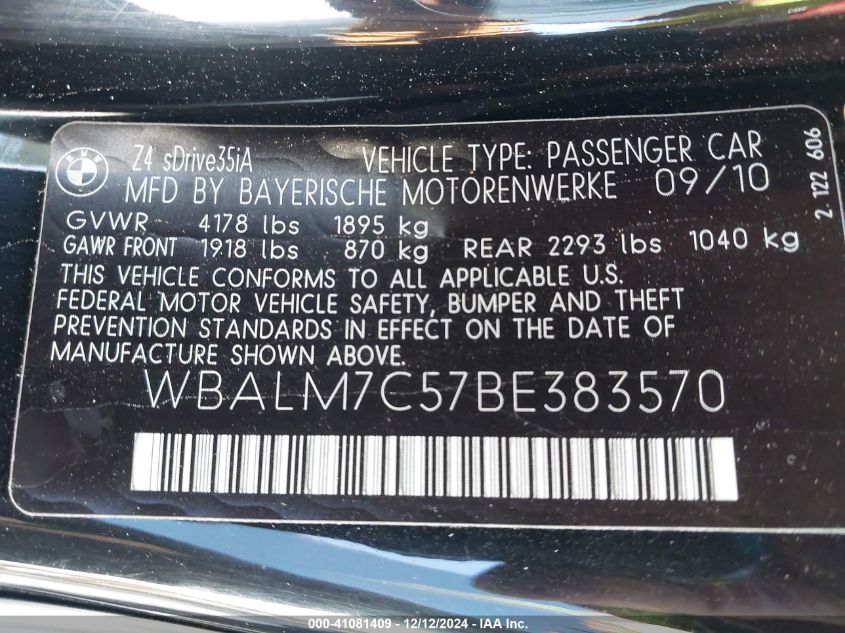 BMW
Z4 sDrive35iA VEHICLE TYPE: PASSENGER CAR
MFD BY BAYERISCHE MOTORENWERKE 09/10
GVWR 4178 lbs 1895 kg
GAWR FRONT 1918 lbs 870 kg REAR 2293 lbs 1040 kg
THIS VEHICLE CONFORMS TO ALL APPLICABLE U.S.
FEDERAL MOTOR VEHICLE SAFETY, BUMPER AND THEFT
PREVENTION STANDARDS IN EFFECT ON THE DATE OF
MANUFACTURE SHOWN ABOVE.
WBALM7C57BE383570
2 122 606
000-41081409 - 12/12/2024 - IAA